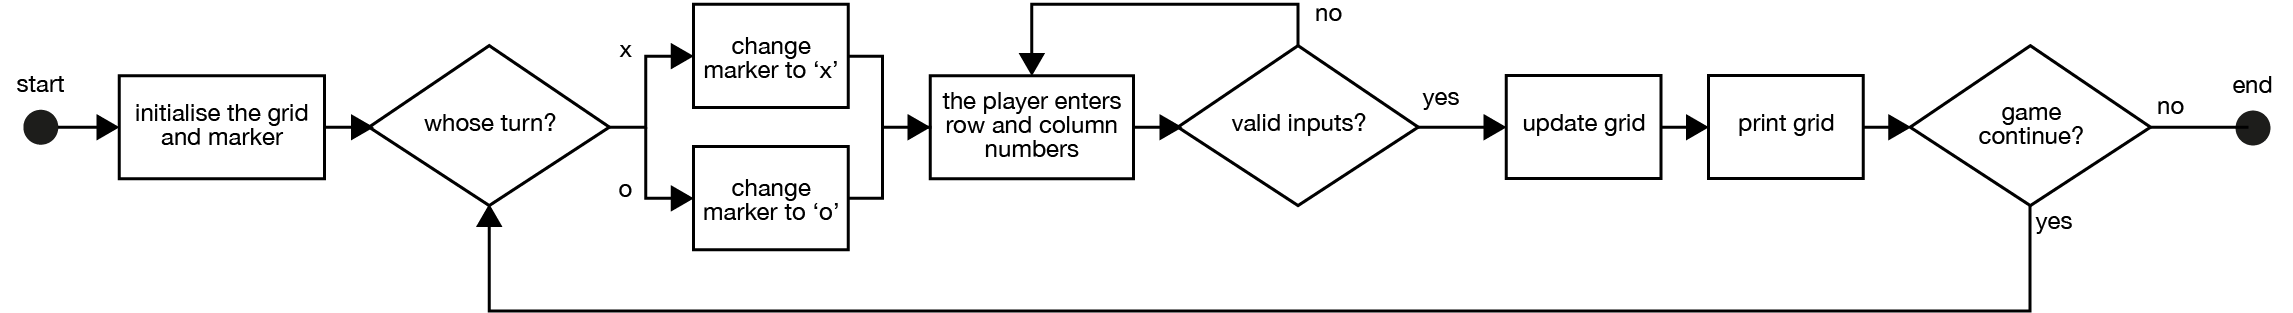 start
initialise the grid
and marker
whose turn?
x
change
marker to ‘x’
o
change
marker to ‘o’
the player enters
row and column
numbers
valid inputs?
no
yes
update grid
print grid
game
continue?
no
yes
end